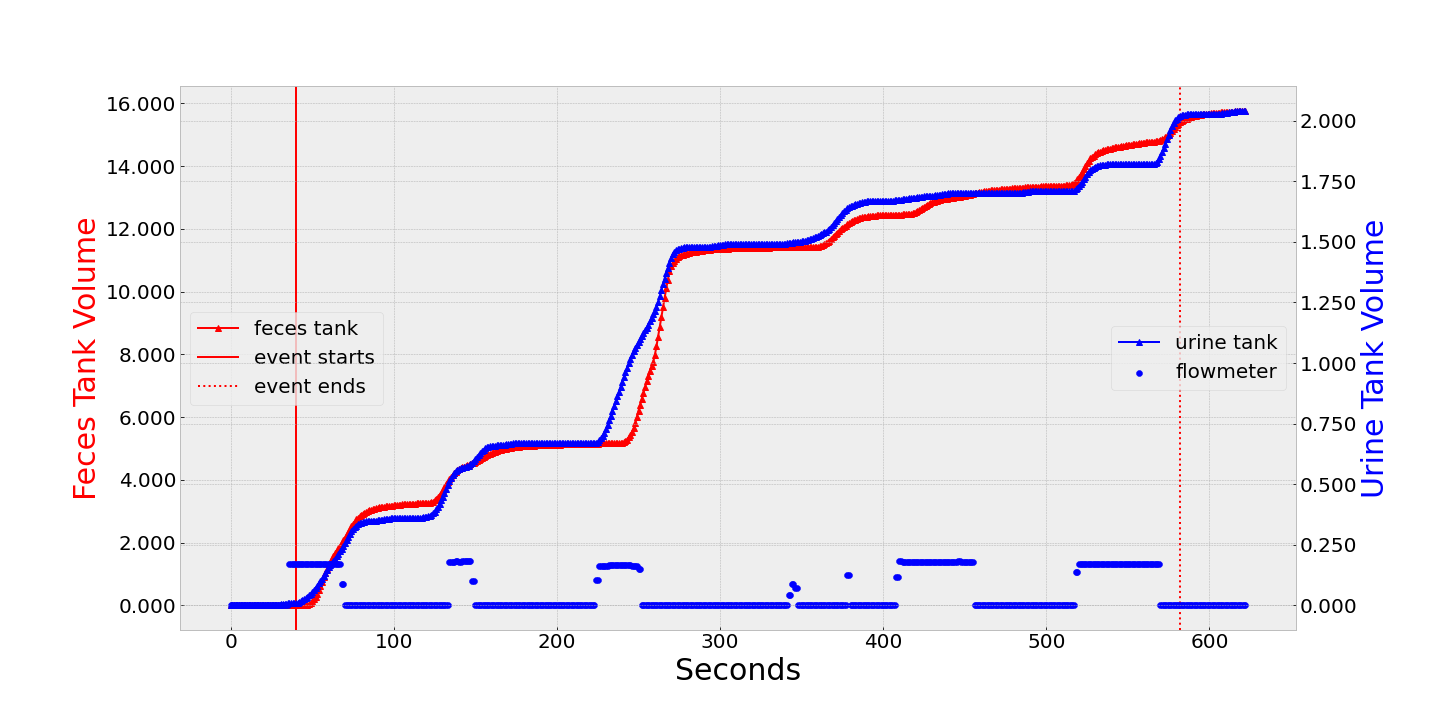 16.000
14.000
12.000
10.000
8.000
6.000
4.000
2.000
0.000
Feces Tank Volume
feces tank
event starts
event ends
urine tank
flowmeter
2.000
1.750
1.500
1.250
1.000
0.750
0.500
0.250
0.000
Urine Tank Volume
0 100 200 300 400 500 600
Seconds